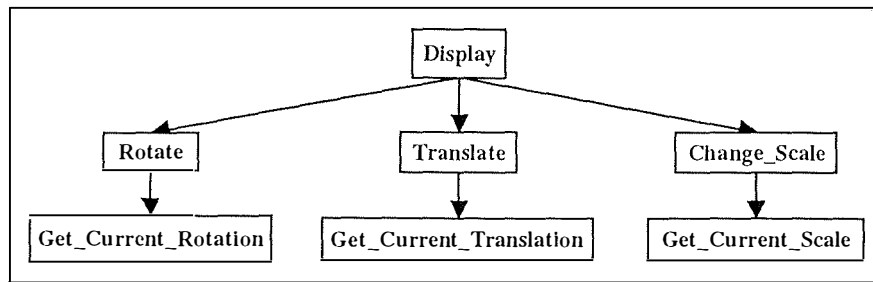 Display
Rotate Translate Change_Scale
Get_Current_Rotation Get_Current_Translation Get_Current_Scale